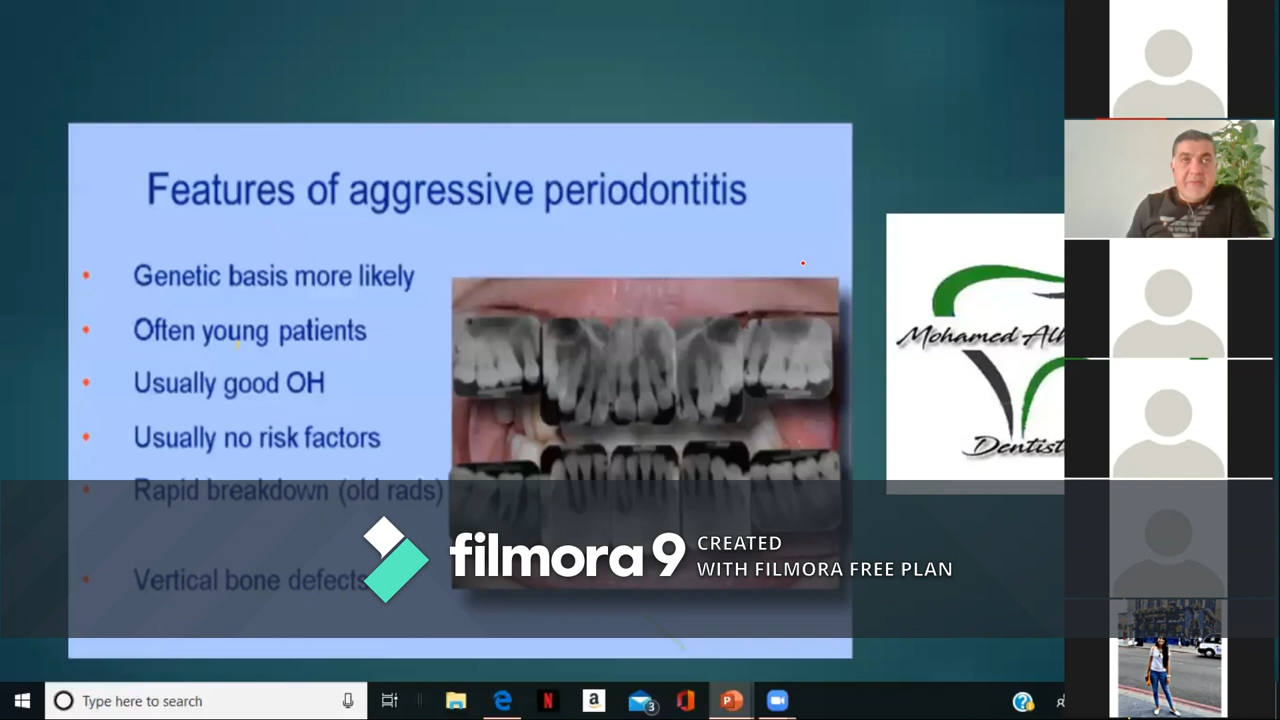 Features of aggressive periodontitis
Genetic basis more likely
Often young patients
Usually good OH
Usually no risk factors
Rapid breakdown (old rads)
Vertical bone defects
Mohamed
Dentist
filmora 9
CREATED
WITH FILMORA FREE PLAN
Type here to search
3